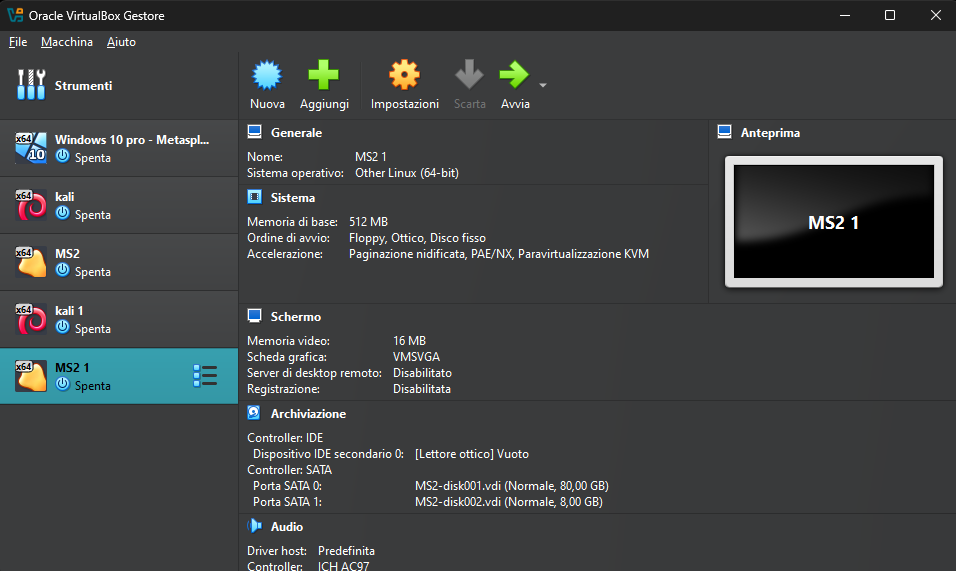 Oracle VirtualBox Gestore
File Macchina Aiuto
Strumenti
Nuova Aggiungi Impostazioni Scarta Avvia
x64 10 Windows 10 pro - Metaspl...
Spenta
x64 kali
Spenta
x64 MS2
Spenta
x64 kali 1
Spenta
x64 MS2 1
Spenta
Generale
Nome: MS2 1
Sistema operativo: Other Linux (64-bit)
Sistema
Memoria di base: 512 MB
Ordine di avvio: Floppy, Ottico, Disco fisso
Accelerazione: Paginazione nidificata, PAE/NX, Paravirtualizzazione KVM
Anteprima
MS2 1
Schermo
Memoria video: 16 MB
Scheda grafica: VMSVGA
Server di desktop remoto: Disabilitato
Registrazione: Disabilitata
Archiviazione
Controller: IDE
Dispositivo IDE secondario 0: [Lettore ottico] Vuoto
Controller: SATA
Porta SATA 0: MS2-disk001.vdi (Normale, 80,00 GB)
Porta SATA 1: MS2-disk002.vdi (Normale, 8,00 GB)
Audio
Driver host: Predefinita
Controller: ICH AC97